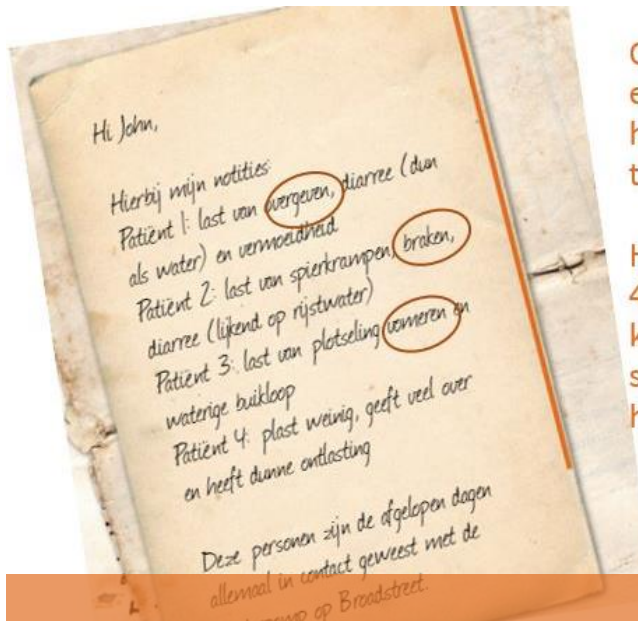 Hi John,
Hierbij mijn notities:
Patiënt 1: last van overgeven, diarree (dun
als water) en vermoeidheid
Patiënt 2: last van spierkrampen, braken,
diarree (lijkend op rijstwater)
Patiënt 3: last van plotseling vomeren en
waterige buikloop
Patiënt 4: plast weinig, geeft veel over
en heeft dunne ontlasting
Deze personen zijn de afgelopen dagen
allemaal in contact geweest met de
op Broadstreet.